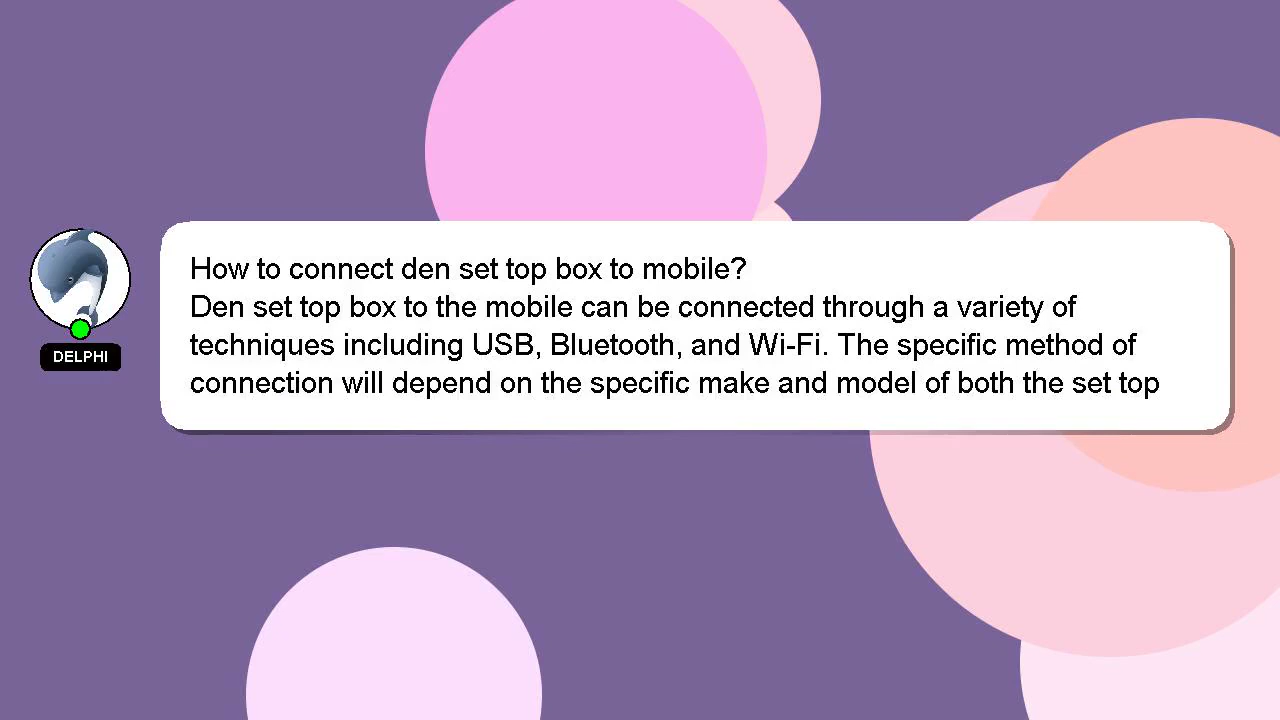 How to connect den set top box to mobile?
Den set top box to the mobile can be connected through a variety of
techniques including USB, Bluetooth, and Wi-Fi. The specific method of
connection will depend on the specific make and model of both the set top
DELPHI